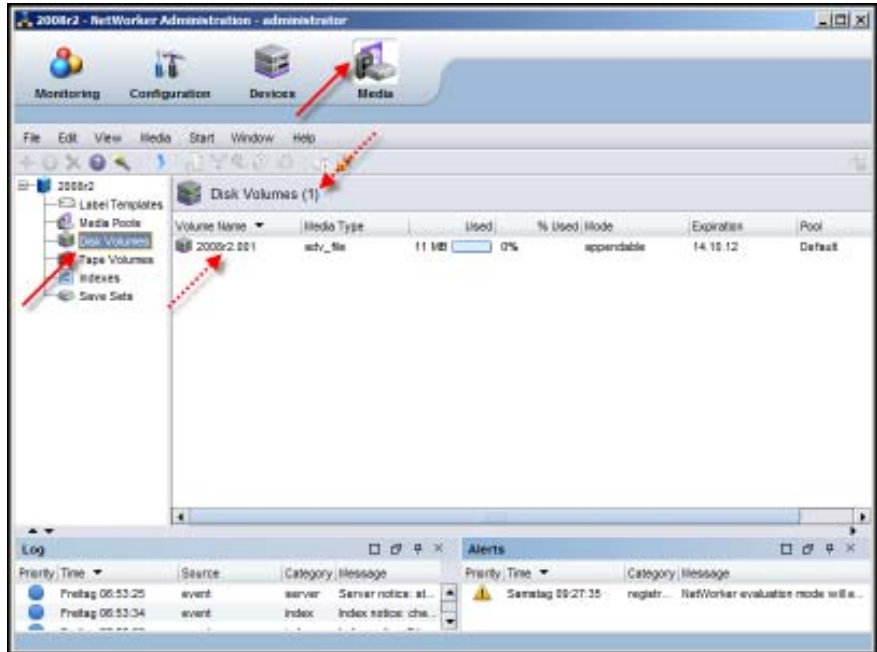 2008r2 - NetWorker Administration - administrator
Monitoring Configuration Devices Media
File Edit View Media Start Window Help
2008r2
Label Templates
Media Pools
Disk Volumes
Tape Volumes
Indexes
Save Sets
Disk Volumes (1)
Volume Name Media Type Used % Used Mode Expiration Pool
2008r2.001 adv_file 11 MB 0% appendable 14.10.12 Default
Log
Priority Time Source Category Message
Freitag 06:53:25 event server Server notice: st...
Freitag 06:53:34 event index Index notice: che...
Alerts
Priority Time Category Message
Samstag 09:27:35 registr... NetWorker evaluation mode will e...